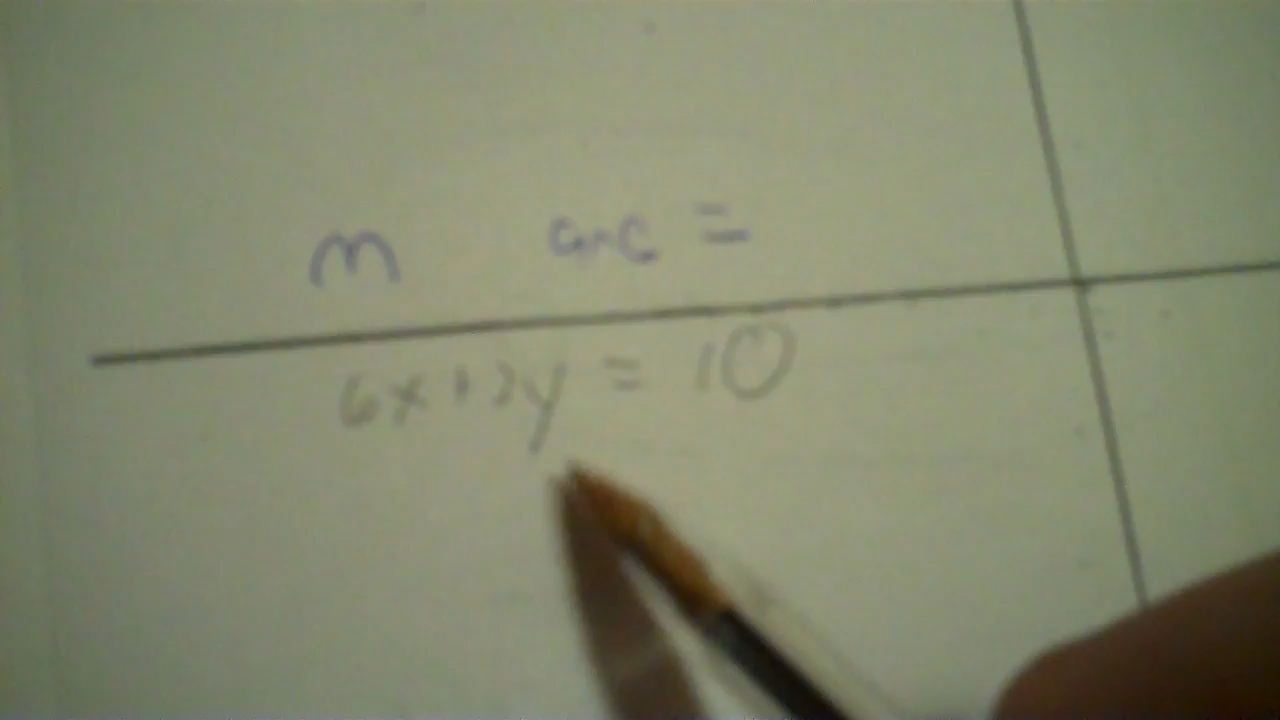 m arc =
6x+2y = 10